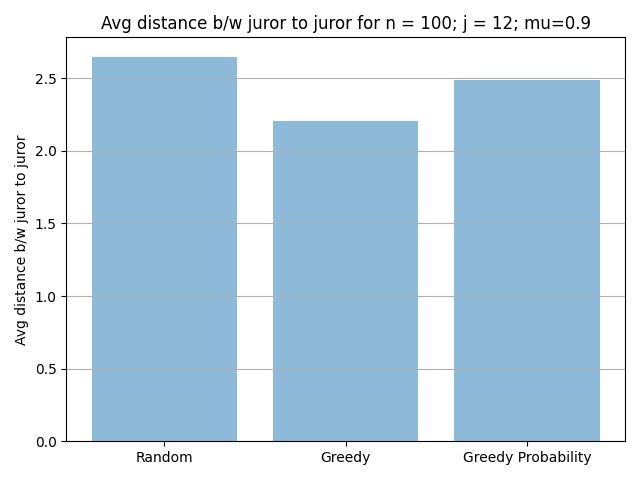 Avg distance b/w juror to juror for n = 100; j = 12; mu=0.9
Avg distance b/w juror to juror
2.5
2.0
1.5
1.0
0.5
0.0
Random
Greedy
Greedy Probability